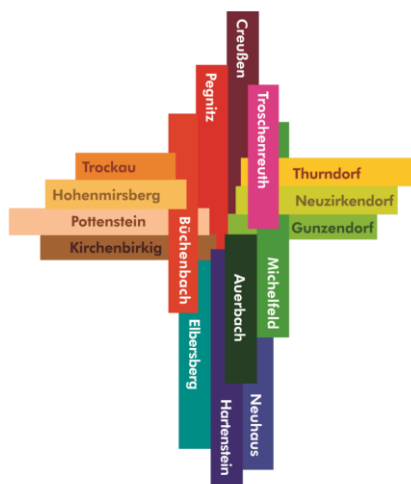 Creußen
Pegnitz
Troschenreuth
Trockau
Thurndorf
Hohenmirsberg
Neuzirkendorf
Pottenstein
Gunzendorf
Kirchenbirkig
Büchenbach
Auerbach
Michelfeld
Elbersberg
Hartenstein
Neuhaus